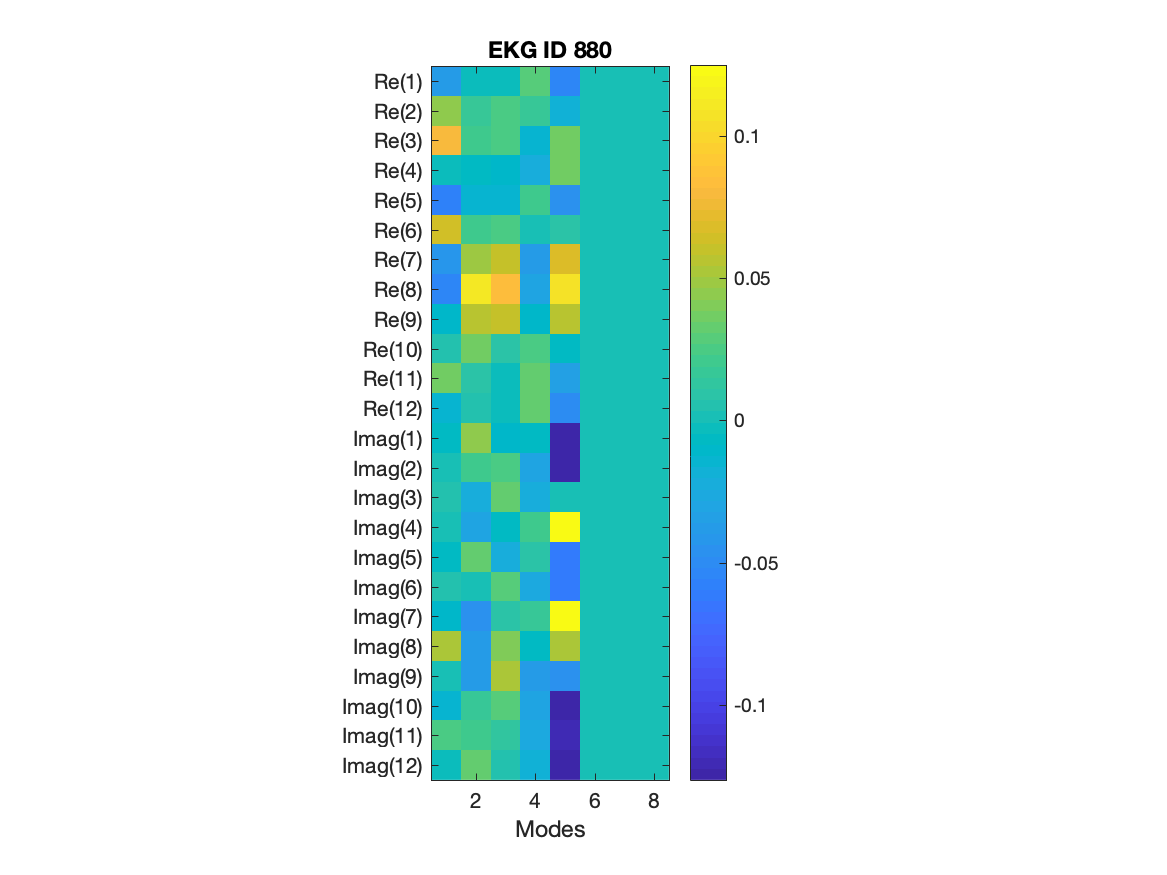 EKG ID 880
Re(1)
Re(2)
Re(3)
Re(4)
Re(5)
Re(6)
Re(7)
Re(8)
Re(9)
Re(10)
Re(11)
Re(12)
Imag(1)
Imag(2)
Imag(3)
Imag(4)
Imag(5)
Imag(6)
Imag(7)
Imag(8)
Imag(9)
Imag(10)
Imag(11)
Imag(12)
2 4 6 8
Modes
0.1
0.05
0
-0.05
-0.1